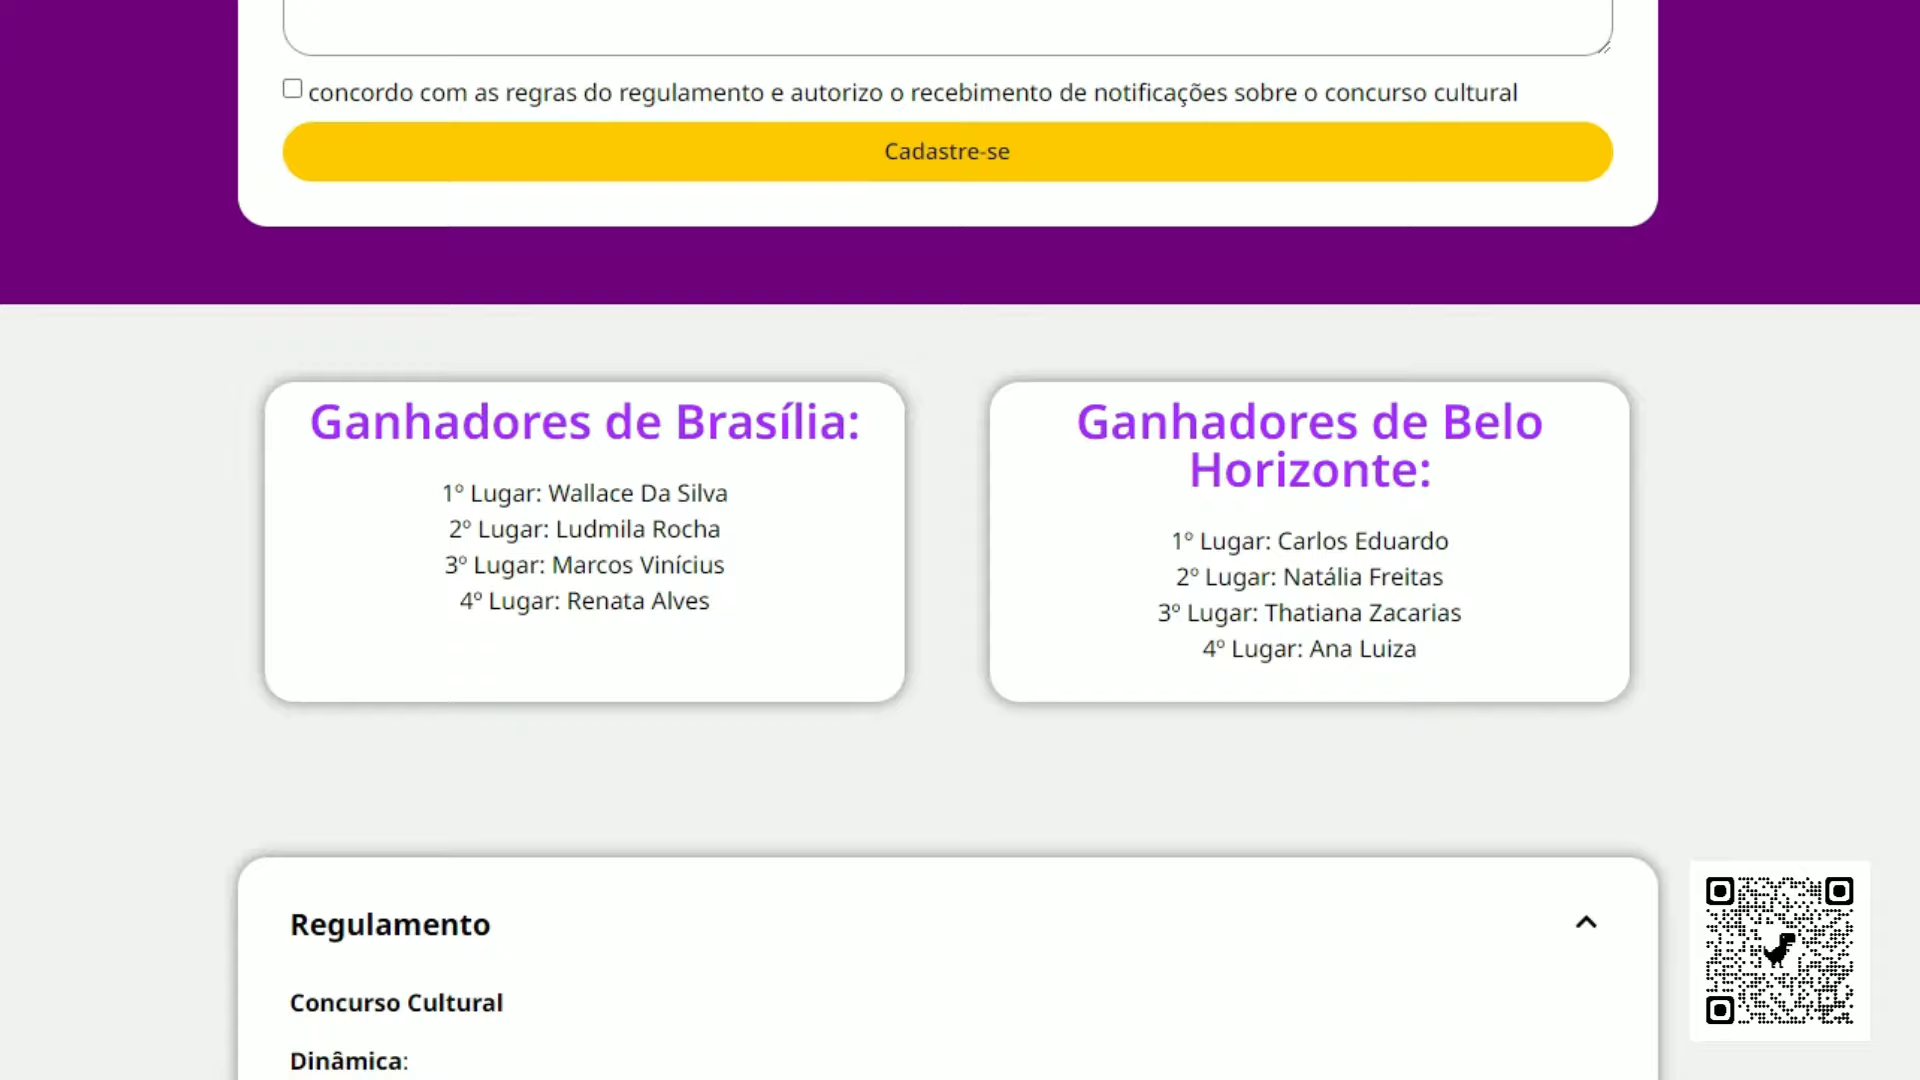 concordo com as regras do regulamento e autorizo o recebimento de notificações sobre o concurso cultural
Cadastre-se
Ganhadores de Brasília:
1º Lugar: Wallace Da Silva
2º Lugar: Ludmila Rocha
3º Lugar: Marcos Vinícius
4º Lugar: Renata Alves
Ganhadores de Belo
Horizonte:
1º Lugar: Carlos Eduardo
2º Lugar: Natália Freitas
3º Lugar: Thatiana Zacarias
4º Lugar: Ana Luiza
Regulamento
Concurso Cultural
Dinâmica: